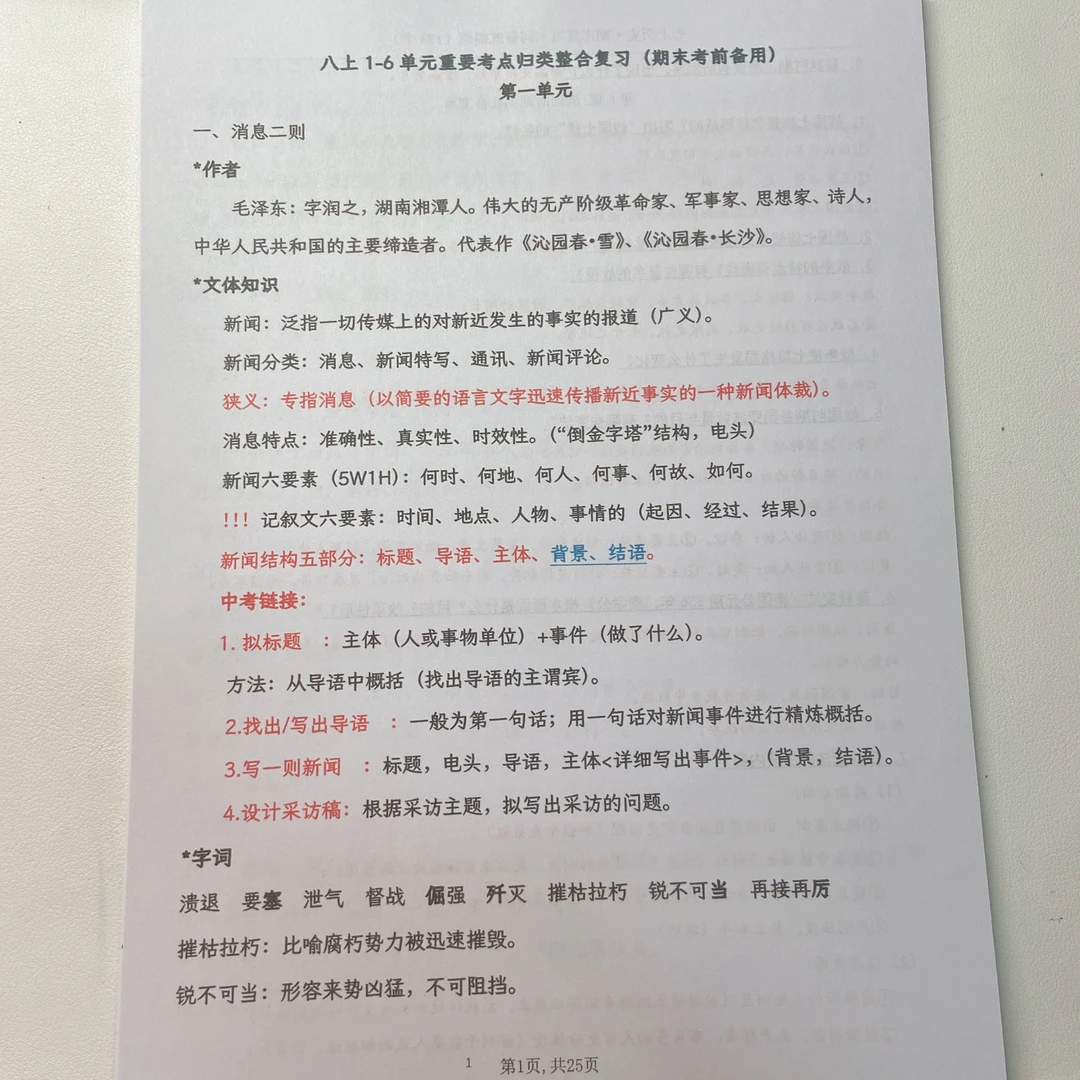 八上1-6单元重要考点归类整合复习（期末考前备用）
第一单元
一、消息二则
*作者
毛泽东：字润之，湖南湘潭人。伟大的无产阶级革命家、军事家、思想家、诗人，
中华人民共和国的主要缔造者。代表作《沁园春•雪》、《沁园春•长沙》。
*文体知识
新闻：泛指一切传媒上的对新近发生的事实的报道（广义）。
新闻分类：消息、新闻特写、通讯、新闻评论。
狭义：专指消息（以简要的语言文字迅速传播新近事实的一种新闻体裁）。
消息特点：准确性、真实性、时效性。（“倒金字塔”结构，电头）
新闻六要素（5W1H）：何时、何地、何人、何事、何故、如何。
!!! 记叙文六要素：时间、地点、人物、事情的（起因、经过、结果）。
新闻结构五部分：标题、导语、主体、背景、结语。
中考链接：
1. 拟标题 ：主体（人或事物单位）+事件（做了什么）。
方法：从导语中概括（找出导语的主谓宾）。
2.找出/写出导语 ：一般为第一句话；用一句话对新闻事件进行精炼概括。
3.写一则新闻 ：标题，电头，导语，主体<详细写出事件>，（背景，结语）。
4.设计采访稿：根据采访主题，拟写出采访的问题。
*字词
溃退 要塞 泄气 督战 倔强 歼灭 摧枯拉朽 锐不可当 再接再厉
摧枯拉朽：比喻腐朽势力被迅速摧毁。
锐不可当：形容来势凶猛，不可阻挡。
1 第1页,共25页